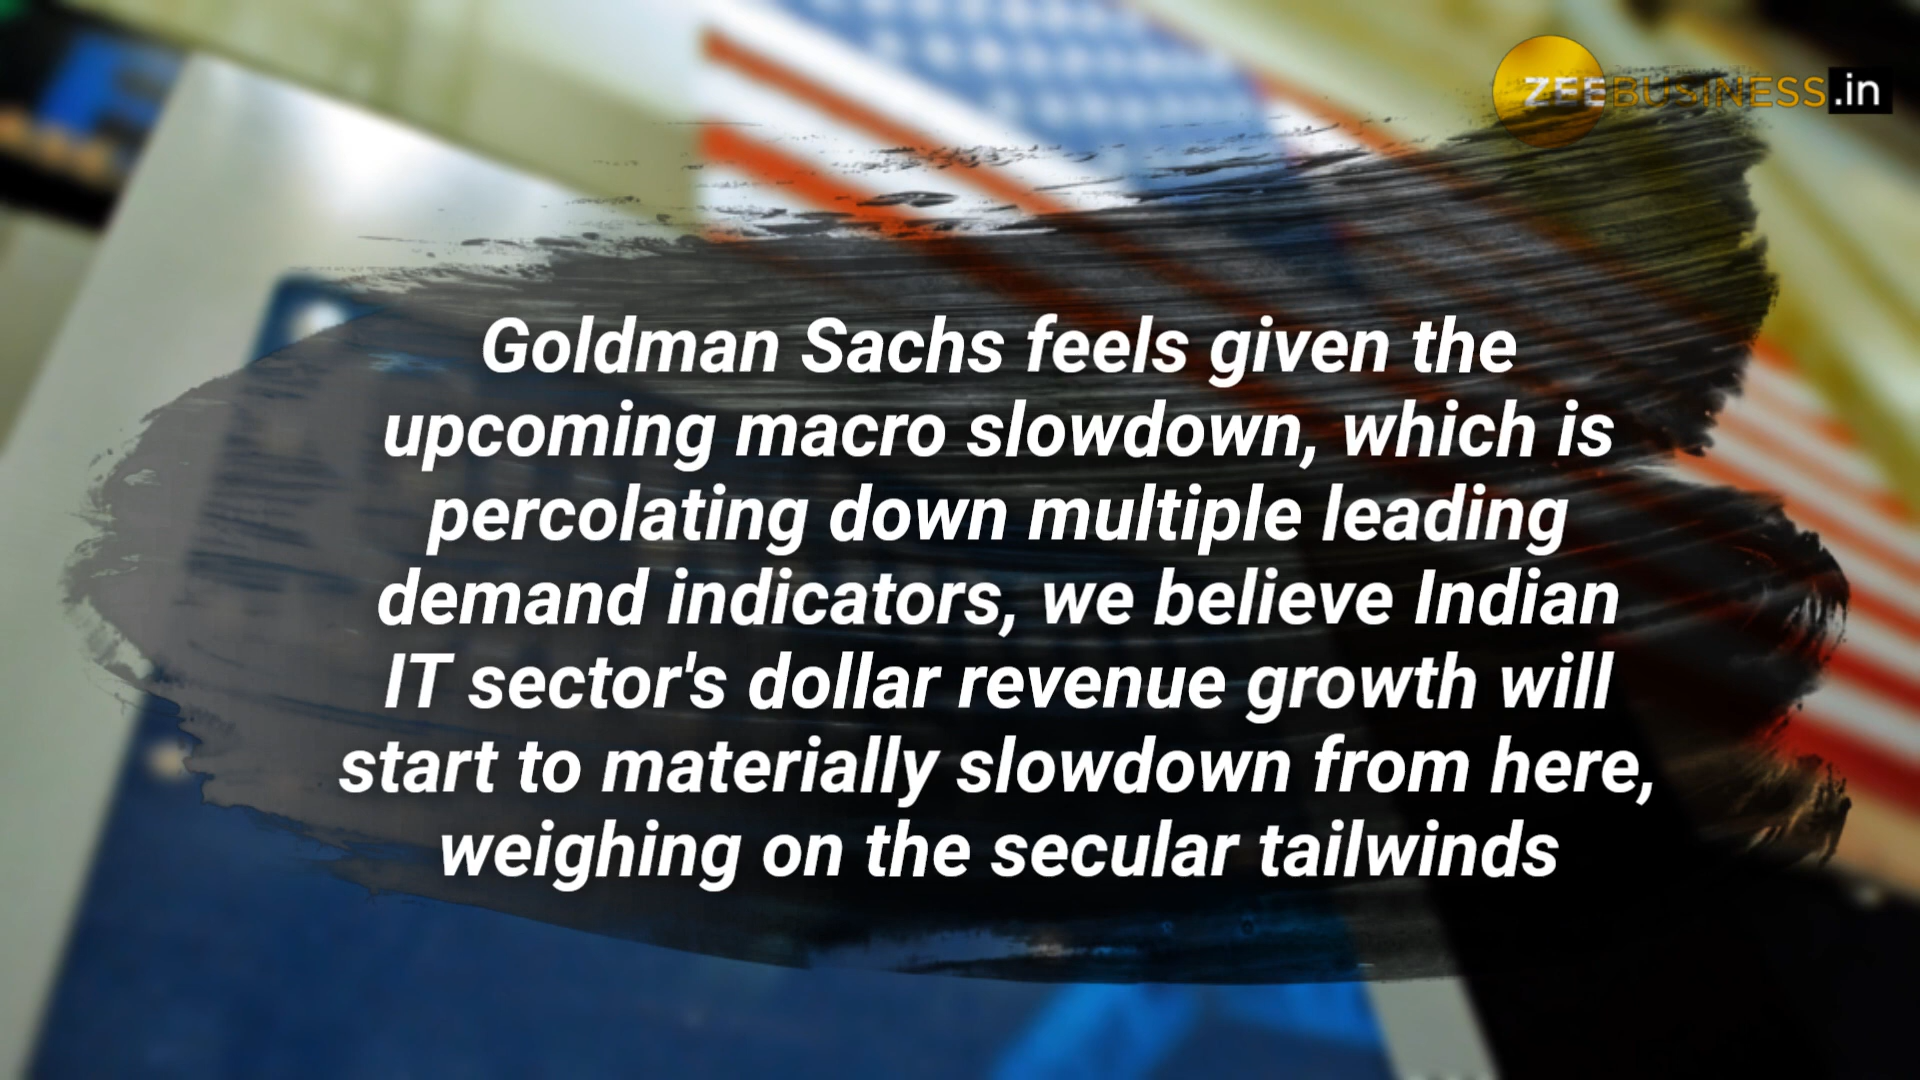 ZEEBUSINESS.in
Goldman Sachs feels given the
upcoming macro slowdown, which is
percolating down multiple leading
demand indicators, we believe Indian
IT sector's dollar revenue growth will
start to materially slowdown from here,
weighing on the secular tailwinds